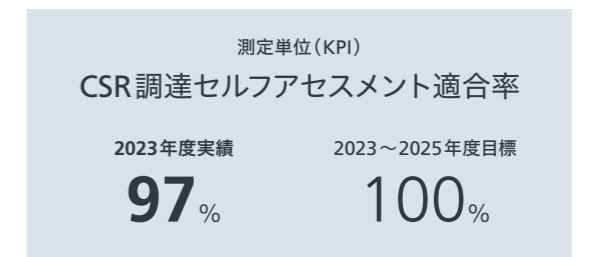 測定単位（KPI）
CSR調達セルフアセスメント適合率
2023年度実績
97%
2023～2025年度目標
100%